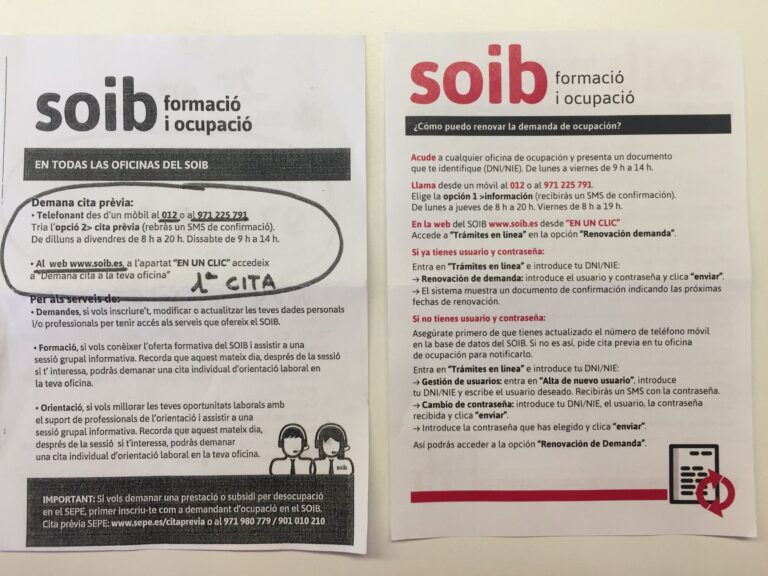 soib formació
i ocupació
EN TODAS LAS OFICINAS DEL SOIB
Demana cita prèvia:
• Telefonant des d'un mòbil al 012 o al 971 225 791
Tria l'opció 2> cita prèvia (rebràs un SMS de confirmació).
De dilluns a divendres de 8 h a 20 h. Dissabte de 9 h a 14 h.
• Al web www.soib.es, a l'apartat "EN UN CLIC" accedeix
a "Demana cita a la teva oficina"
1ª CITA
Per als serveis de:
• Demandes, si vols inscriure't, modificar o actualitzar les teves dades personals
i/o professionals per tenir accés als serveis que ofereix el SOIB.
• Formació, si vols conèixer l'oferta formativa del SOIB i assistir a una
sessió grupal informativa. Recorda que aquest mateix dia, després de la sessió
si t' interessa, podràs demanar una cita individual d'orientació laboral en
la teva oficina.
• Orientació, si vols millorar les teves oportunitats laborals amb
el suport de professionals de l'orientació i assistir a una
sessió grupal informativa. Recorda que aquest mateix dia,
després de la sessió si t'interessa, podràs demanar
una cita individual d'orientació laboral en la teva oficina.
soib
IMPORTANT: Si vols demanar una prestació o subsidi per desocupació
en el SEPE, primer inscriu-te com a demandant d'ocupació en el SOIB.
Cita prèvia SEPE: www.sepe.es/citaprevia o al 971 980 779 / 901 010 210
soib formació
i ocupació
¿Cómo puedo renovar la demanda de ocupación?
Acude a cualquier oficina de ocupación y presenta un documento
que te identifique (DNI/NIE). De lunes a viernes de 9 h a 14 h.
Llama desde un móvil al 012 o al 971 225 791.
Elige la opción 1 >información (recibirás un SMS de confirmación).
De lunes a jueves de 8 h a 20 h. Viernes de 8 h a 19 h.
En la web del SOIB www.soib.es desde "EN UN CLIC"
Accede a "Trámites en línea" en la opción "Renovación demanda".
Si ya tienes usuario y contraseña:
Entra en "Trámites en línea" e introduce tu DNI/NIE:
→ Renovación de demanda: introduce el usuario y contraseña y clica "enviar".
→ El sistema muestra un documento de confirmación indicando las próximas
fechas de renovación.
Si no tienes usuario y contraseña:
Asegúrate primero de que tienes actualizado el número de teléfono móvil
en la base de datos del SOIB. Si no es así, pide cita previa en tu oficina
de ocupación para notificarlo.
Entra en "Trámites en línea" e introduce tu DNI/NIE:
→ Gestión de usuarios: entra en "Alta de nuevo usuario", introduce
tu DNI/NIE y escribe el usuario deseado. Recibirás un SMS con la contraseña.
→ Cambio de contraseña: introduce tu DNI/NIE, el usuario, la contraseña
recibida y clica "enviar".
→ Introduce la contraseña que has elegido y clica "enviar".
Así podrás acceder a la opción "Renovación de Demanda".